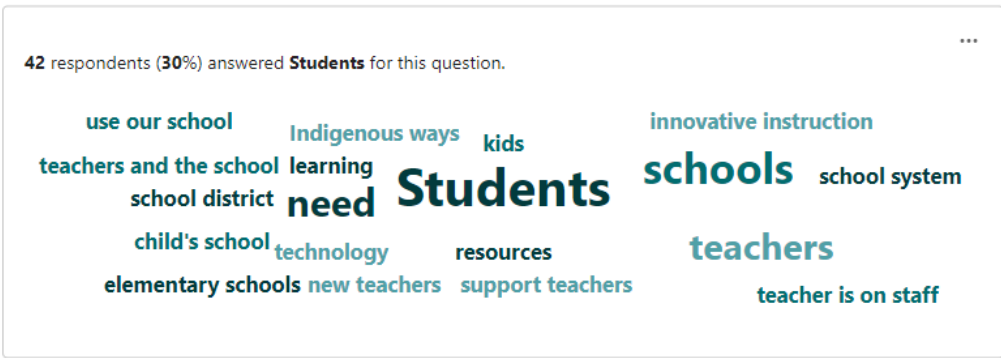 ...
42 respondents (30%) answered Students for this question.
use our school
Indigenous ways
kids
innovative instruction
teachers and the school
learning
Students
schools
school system
school district
need
child's school
technology
resources
teachers
elementary schools
new teachers
support teachers
teacher is on staff